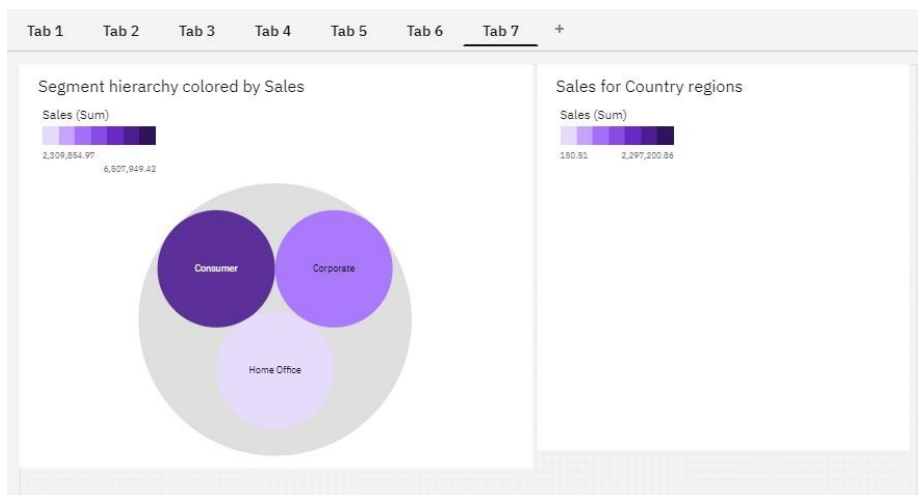 Tab 1 Tab 2 Tab 3 Tab 4 Tab 5 Tab 6 Tab 7 +
Segment hierarchy colored by Sales
Sales (Sum)
2,309,854.97
6,507,949.42
Consumer
Corporate
Home Office
Sales for Country regions
Sales (Sum)
150.51 2,297,200.86